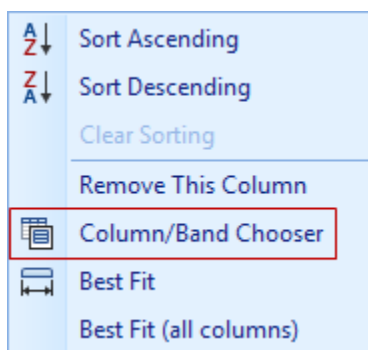 Sort Ascending
Sort Descending
Clear Sorting
Remove This Column
Column/Band Chooser
Best Fit
Best Fit (all columns)